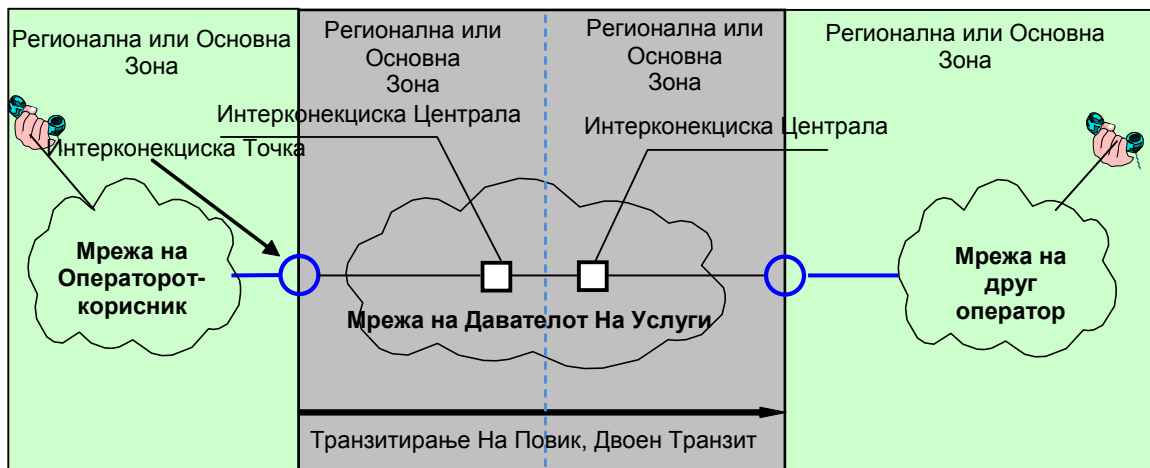 Регионална или Основна
Зона
Регионална или
Основна
Зона
Регионална или
Основна
Зона
Регионална или Основна
Зона
Интерконекциска Централа
Интерконекциска Централа
Интерконекциска Точка
Мрежа на
Операторот-
корисник
Мрежа на Давателот На Услуги
Мрежа на
друг
оператор
Транзитирање На Повик, Двоен Транзит